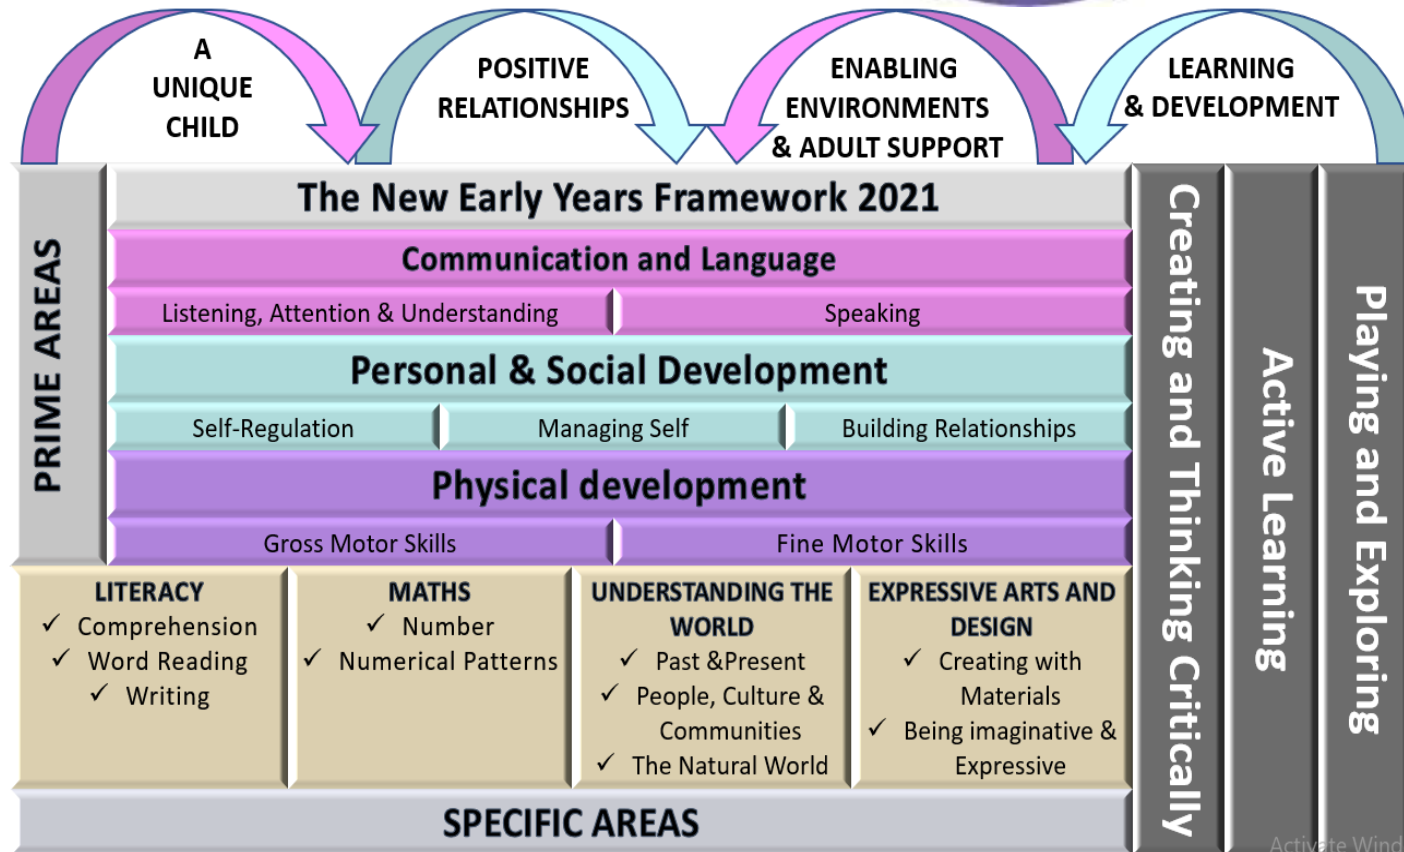 A
UNIQUE
CHILD
POSITIVE
RELATIONSHIPS
ENABLING
ENVIRONMENTS
& ADULT SUPPORT
LEARNING
& DEVELOPMENT
PRIME AREAS
The New Early Years Framework 2021
Communication and Language
Listening, Attention & Understanding
Speaking
Personal & Social Development
Self-Regulation
Managing Self
Building Relationships
Physical development
Gross Motor Skills
Fine Motor Skills
LITERACY
✓ Comprehension
✓ Word Reading
✓ Writing
MATHS
✓ Number
✓ Numerical Patterns
UNDERSTANDING THE
WORLD
✓ Past &Present
✓ People, Culture &
Communities
✓ The Natural World
EXPRESSIVE ARTS AND
DESIGN
✓ Creating with
Materials
✓ Being imaginative &
Expressive
SPECIFIC AREAS
Creating and Thinking Critically
Active Learning
Playing and Exploring
Activate Wind